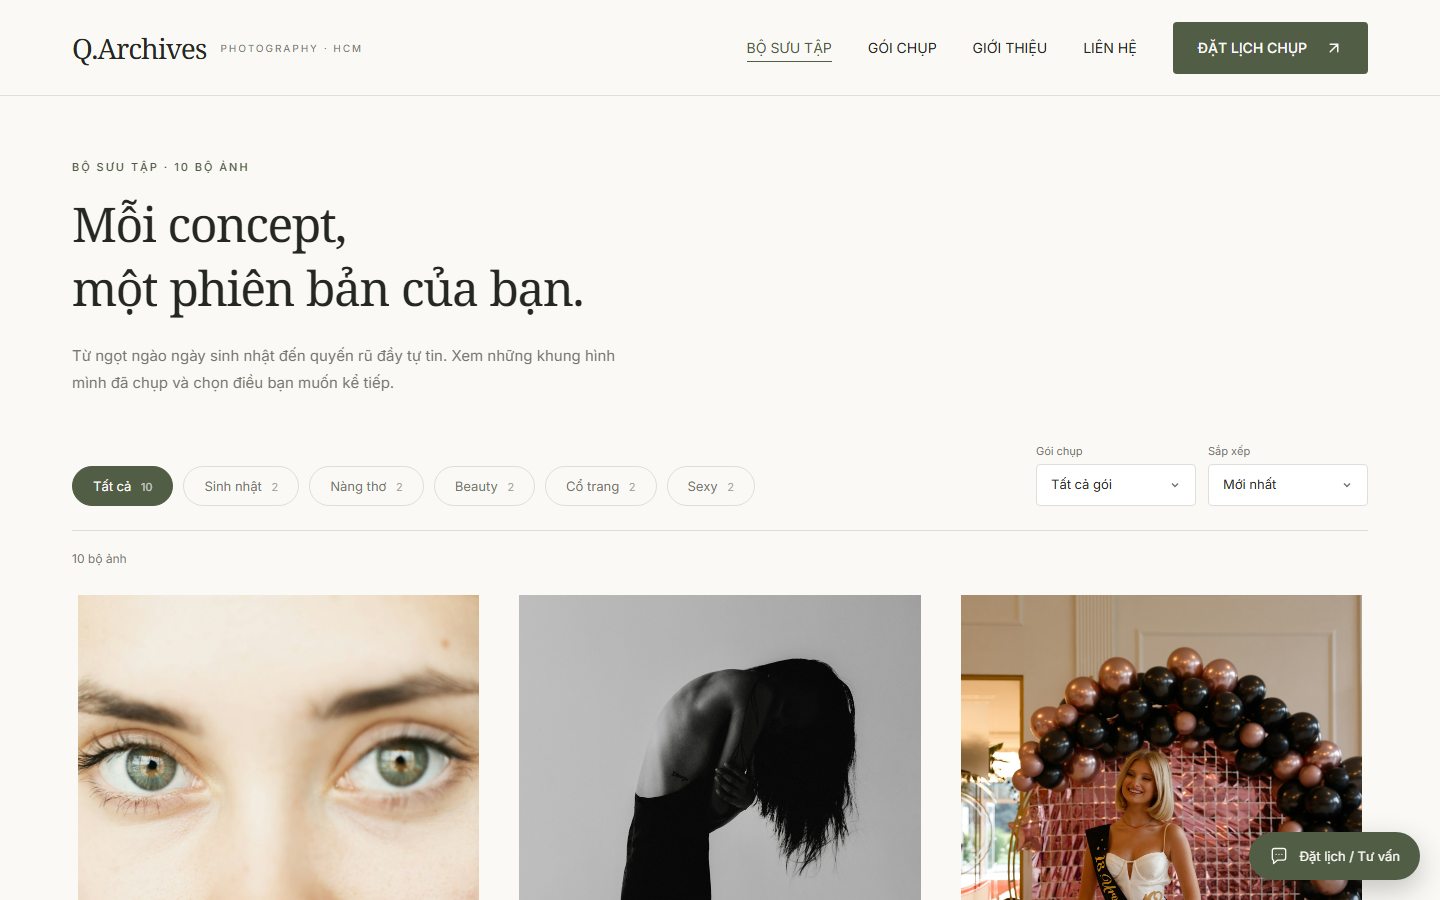 Q.Archives PHOTOGRAPHY · HCM
BỘ SƯU TẬP
GÓI CHỤP
GIỚI THIỆU
LIÊN HỆ
ĐẶT LỊCH CHỤP
BỘ SƯU TẬP · 10 BỘ ẢNH
Mỗi concept,
một phiên bản của bạn.
Từ ngọt ngào ngày sinh nhật đến quyến rũ đầy tự tin. Xem những khung hình
mình đã chụp và chọn điều bạn muốn kể tiếp.
Tất cả 10
Sinh nhật 2
Nàng thơ 2
Beauty 2
Cổ trang 2
Sexy 2
Gói chụp
Tất cả gói
Sắp xếp
Mới nhất
10 bộ ảnh
Đặt lịch / Tư vấn